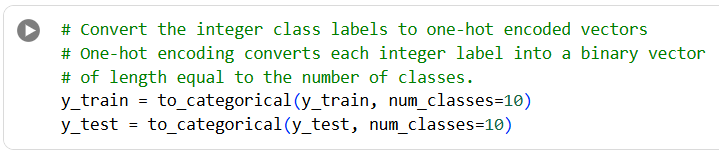 # Convert the integer class labels to one-hot encoded vectors
# One-hot encoding converts each integer label into a binary vector
# of length equal to the number of classes.
y_train = to_categorical(y_train, num_classes=10)
y_test = to_categorical(y_test, num_classes=10)